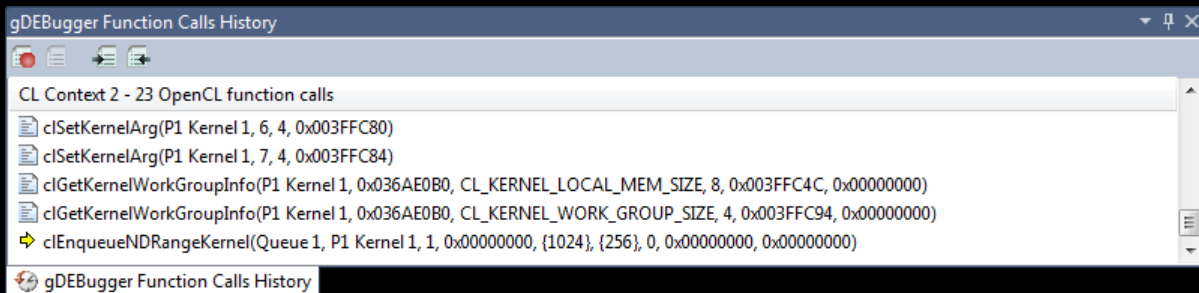 gDEBugger Function Calls History
CL Context 2 - 23 OpenCL function calls
clSetKernelArg(P1 Kernel 1, 6, 4, 0x003FFC80)
clSetKernelArg(P1 Kernel 1, 7, 4, 0x003FFC84)
clGetKernelWorkGroupInfo(P1 Kernel 1, 0x036AE0B0, CL_KERNEL_LOCAL_MEM_SIZE, 8, 0x003FFC4C, 0x00000000)
clGetKernelWorkGroupInfo(P1 Kernel 1, 0x036AE0B0, CL_KERNEL_WORK_GROUP_SIZE, 4, 0x003FFC94, 0x00000000)
clEnqueueNDRangeKernel(Queue 1, P1 Kernel 1, 1, 0x00000000, {1024}, {256}, 0, 0x00000000, 0x00000000)
gDEBugger Function Calls History